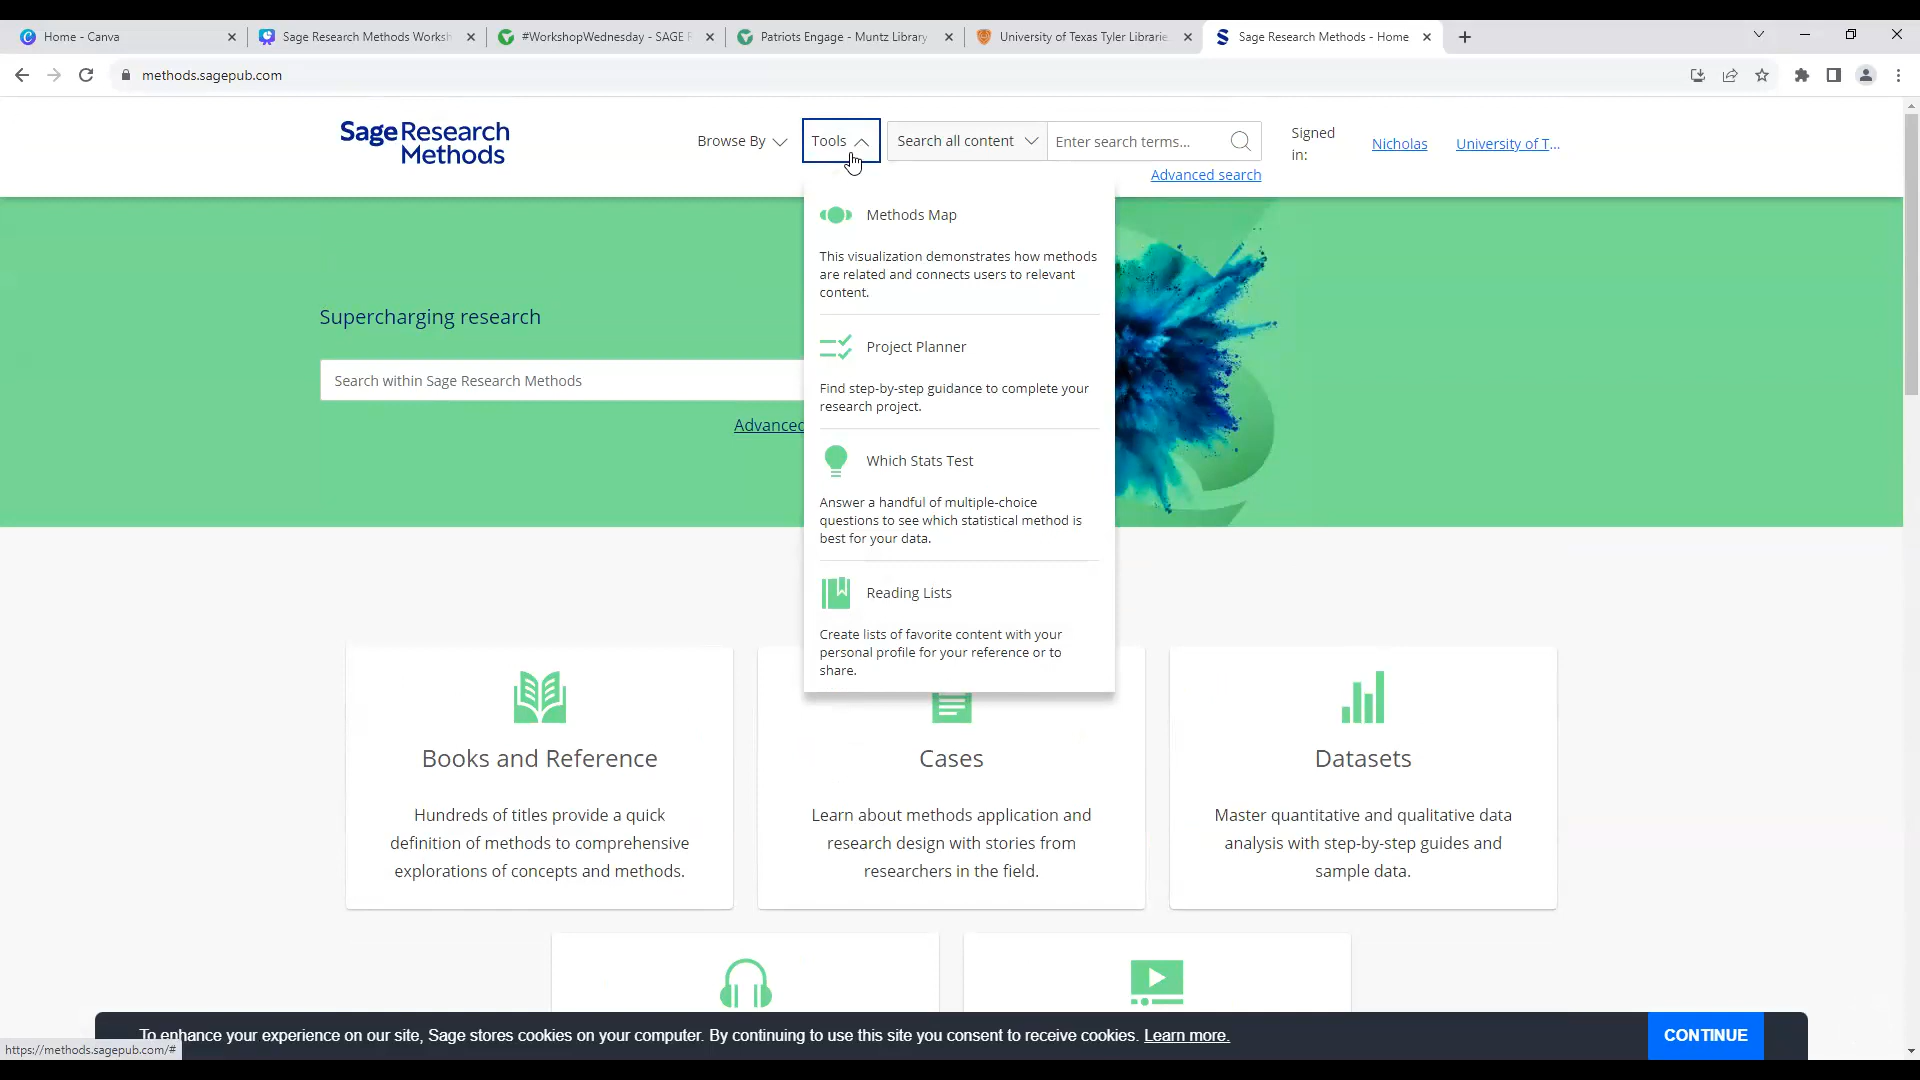 Home - Canva
Sage Research Methods Worksh
#WorkshopWednesday - SAGE F
Patriots Engage - Muntz Library
University of Texas Tyler Librarie
Sage Research Methods - Home
methods.sagepub.com
Sage Research
Methods
Browse By
Tools
Search all content
Enter search terms...
Signed
in:
Nicholas
University of T...
Advanced search
Methods Map
This visualization demonstrates how methods
are related and connects users to relevant
content.
Supercharging research
Project Planner
Search within Sage Research Methods
Find step-by-step guidance to complete your
research project.
Advanced
Which Stats Test
Answer a handful of multiple-choice
questions to see which statistical method is
best for your data.
Reading Lists
Create lists of favorite content with your
personal profile for your reference or to
share.
Books and Reference
Hundreds of titles provide a quick
definition of methods to comprehensive
explorations of concepts and methods.
Cases
Learn about methods application and
research design with stories from
researchers in the field.
Datasets
Master quantitative and qualitative data
analysis with step-by-step guides and
sample data.
To enhance your experience on our site, Sage stores cookies on your computer. By continuing to use this site you consent to receive cookies. Learn more.
CONTINUE
https://methods.sagepub.com/#